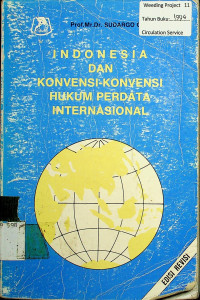 Weeding Project 11
Tahun Buku: 1994
Circulation Service
Prof.Mr.Dr. SUDARGO G
INDONESIA
DAN
KONVENSI-KONVENSI
HUKUM PERDATA
INTERNASIONAL
EDISI REVISI